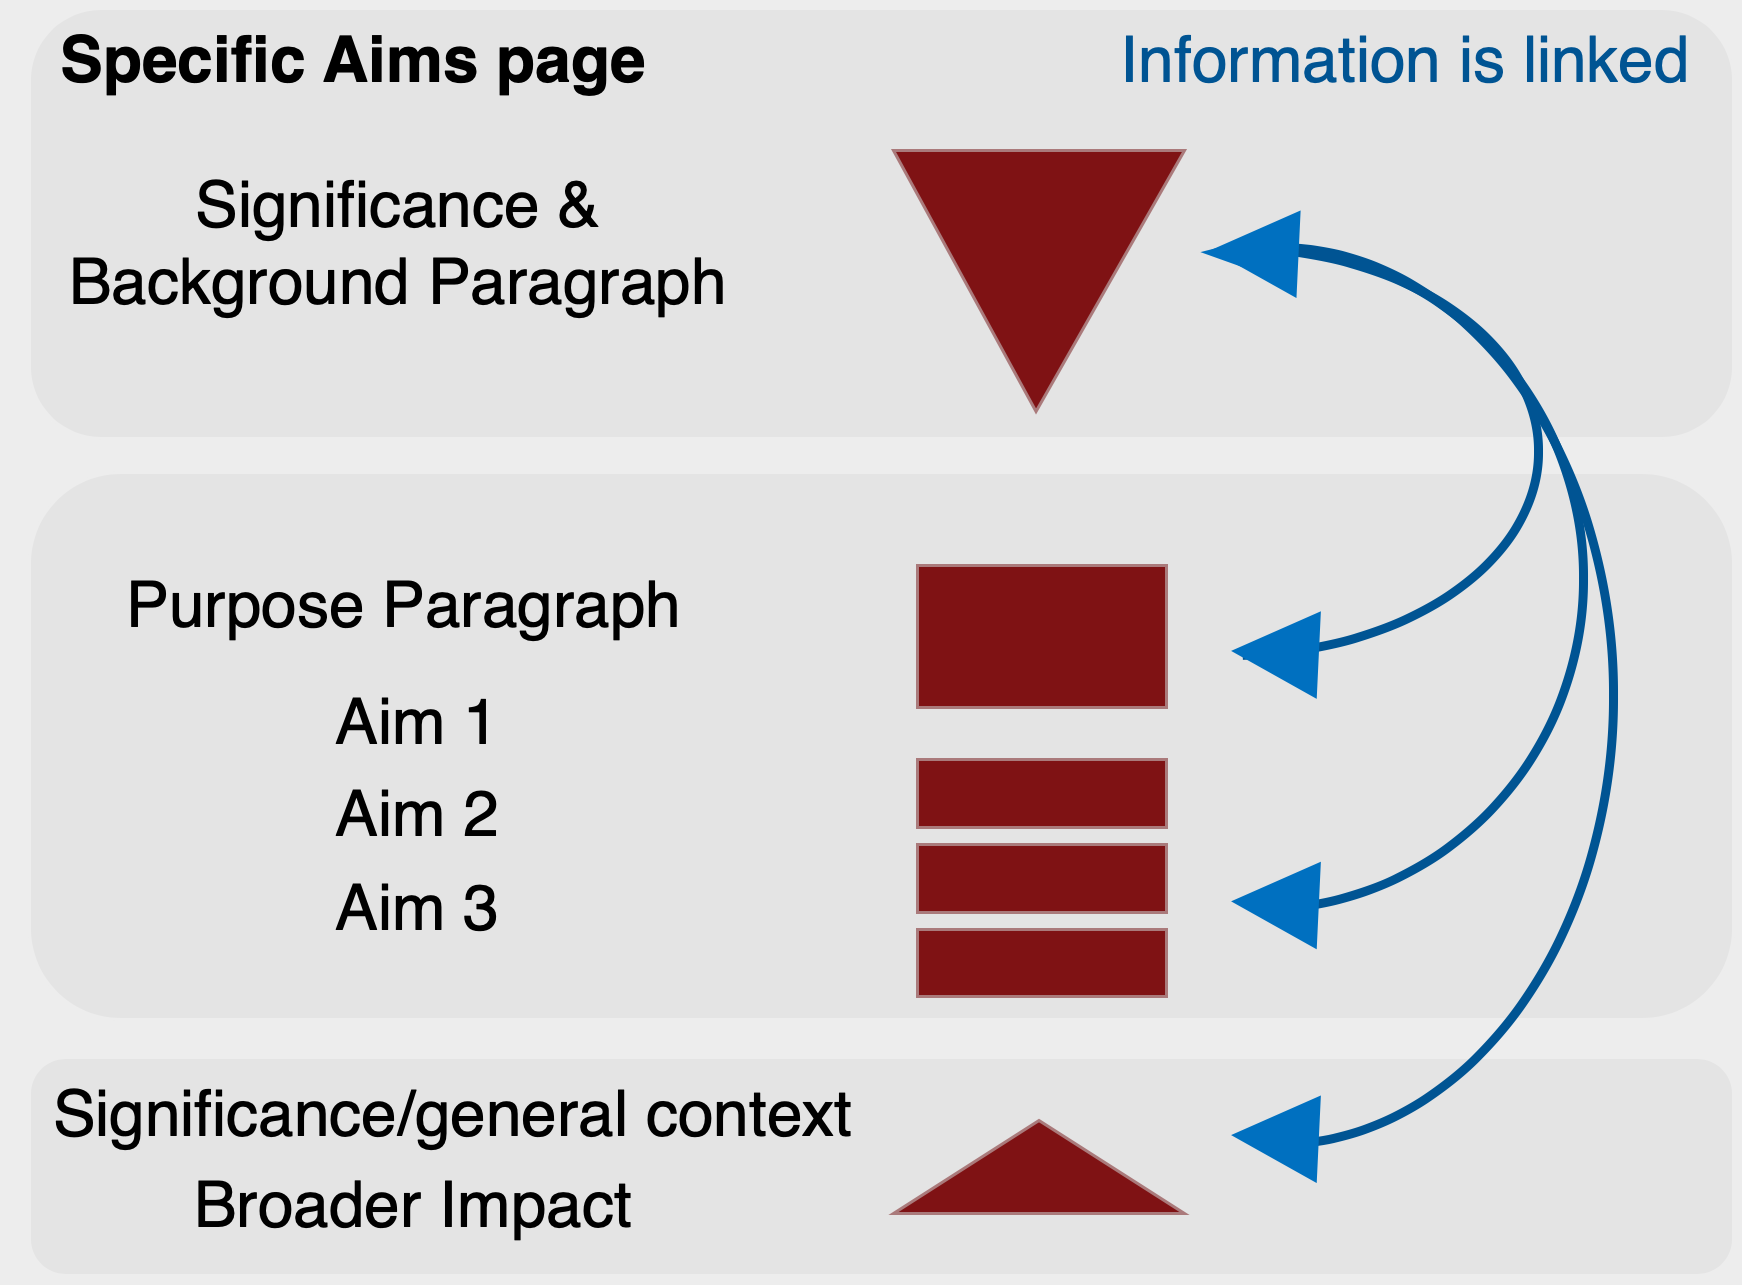 Specific Aims page
Information is linked
Significance &
Background Paragraph
Purpose Paragraph
Aim 1
Aim 2
Aim 3
Significance/general context
Broader Impact